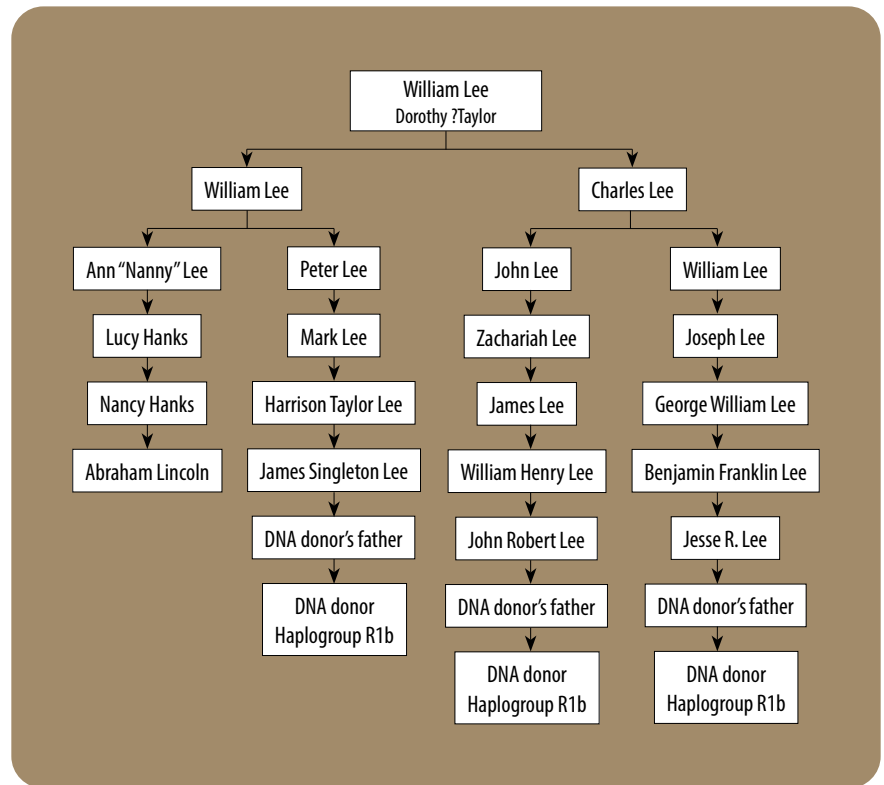 William Lee
Dorothy ?Taylor
William Lee
Charles Lee
Ann “Nanny” Lee
Peter Lee
John Lee
William Lee
Lucy Hanks
Mark Lee
Zachariah Lee
Joseph Lee
Nancy Hanks
Harrison Taylor Lee
James Lee
George William Lee
Abraham Lincoln
James Singleton Lee
William Henry Lee
Benjamin Franklin Lee
DNA donor’s father
John Robert Lee
Jesse R. Lee
DNA donor
Haplogroup R1b
DNA donor’s father
DNA donor’s father
DNA donor
Haplogroup R1b
DNA donor
Haplogroup R1b